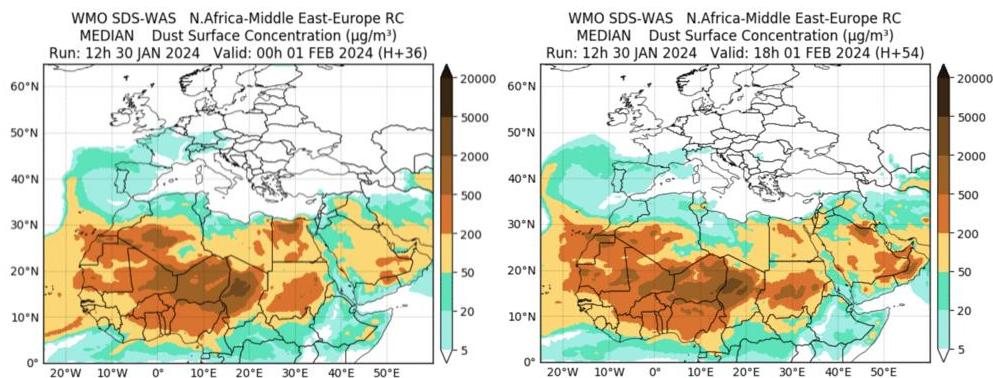 WMO SDS-WAS N.Africa-Middle East-Europe RC
MEDIAN Dust Surface Concentration (µg/m³)
Run: 12h 30 JAN 2024 Valid: 00h 01 FEB 2024 (H+36)
60°N
50°N
40°N
30°N
20°N
10°N
0°
20°W 10°W 0° 10°E 20°E 30°E 40°E 50°E
20000
5000
2000
500
200
50
20
5
WMO SDS-WAS N.Africa-Middle East-Europe RC
MEDIAN Dust Surface Concentration (µg/m³)
Run: 12h 30 JAN 2024 Valid: 18h 01 FEB 2024 (H+54)
60°N
50°N
40°N
30°N
20°N
10°N
0°
20°W 10°W 0° 10°E 20°E 30°E 40°E 50°E
20000
5000
2000
500
200
50
20
5